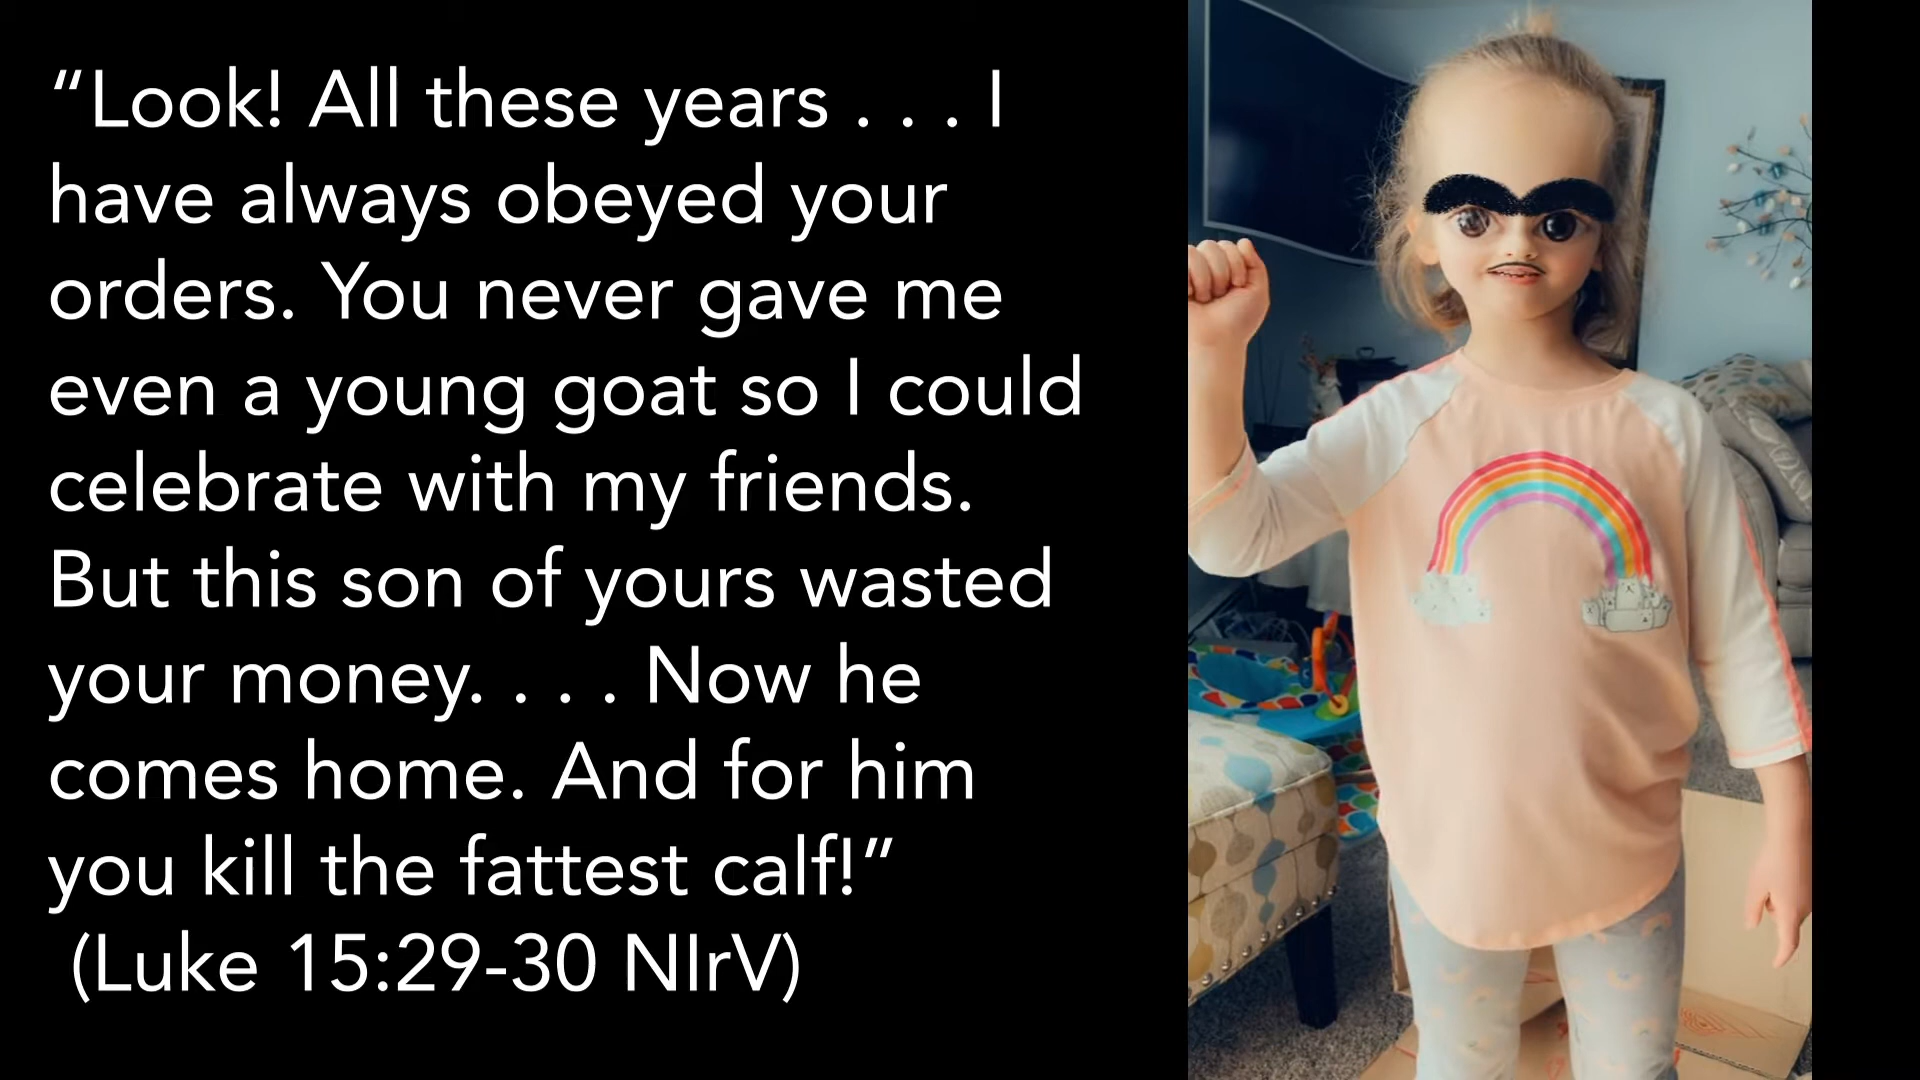 “Look! All these years . . . I
have always obeyed your
orders. You never gave me
even a young goat so I could
celebrate with my friends.
But this son of yours wasted
your money. . . . Now he
comes home. And for him
you kill the fattest calf!”
(Luke 15:29-30 NIrV)